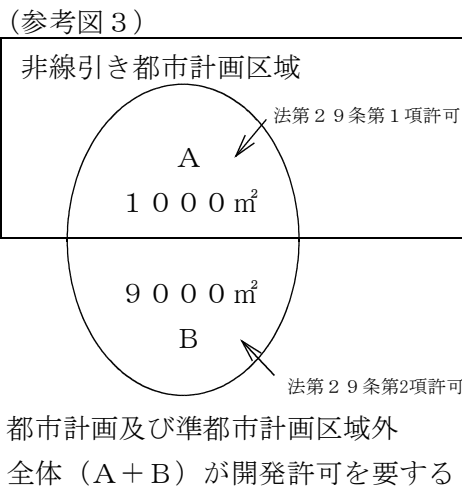 （参考図３）
非線引き都市計画区域
法第２９条第１項許可
Ａ
１０００㎡
９０００㎡
Ｂ
法第２９条第2項許可
都市計画及び準都市計画区域外
全体（Ａ＋Ｂ）が開発許可を要する